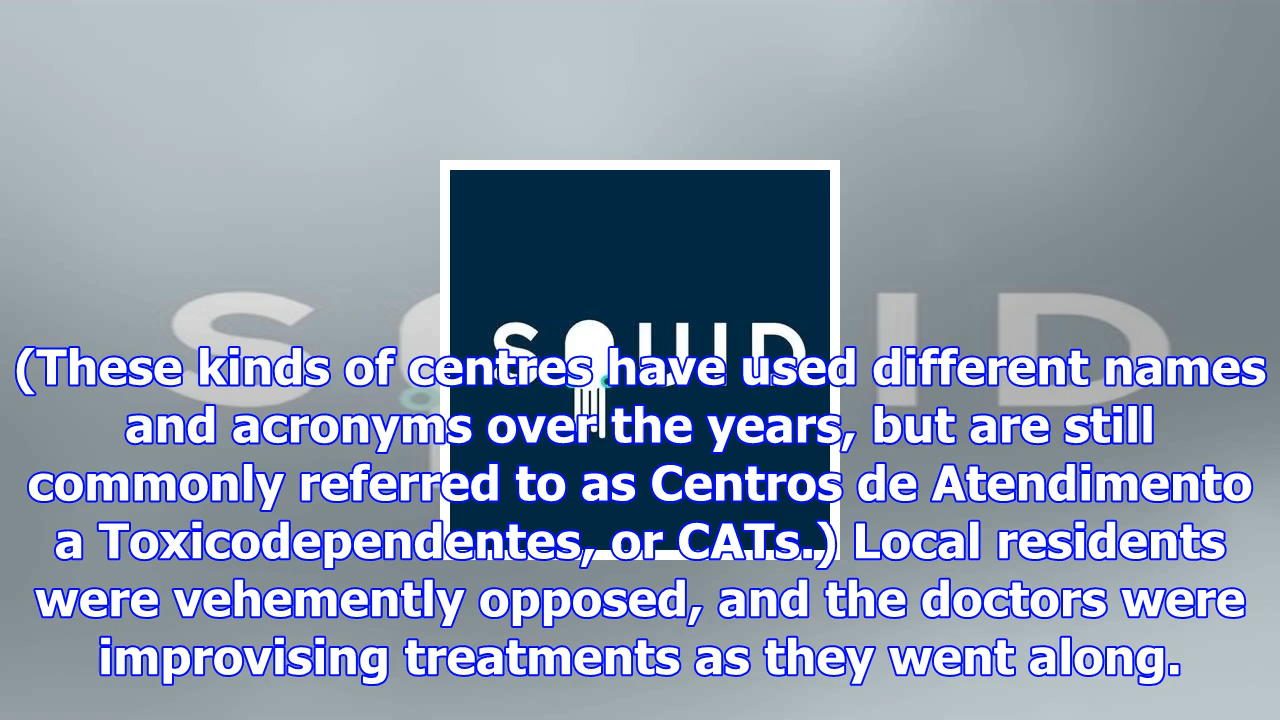 SQUID
(These kinds of centres have used different names
and acronyms over the years, but are still
commonly referred to as Centros de Atendimento
a Toxicodependentes, or CATs.) Local residents
were vehemently opposed, and the doctors were
improvising treatments as they went along.